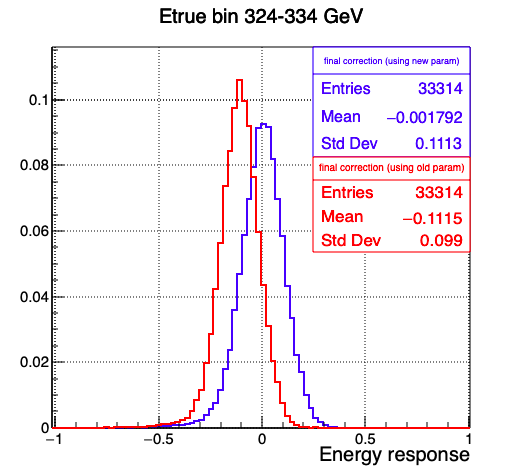 Etrue bin 324-334 GeV
final correction (using new param)
Entries 33314
Mean −0.001792
Std Dev 0.1113
final correction (using old param)
Entries 33314
Mean −0.1115
Std Dev 0.099
0.1
0.08
0.06
0.04
0.02
0
−1 −0.5 0 0.5 1
Energy response